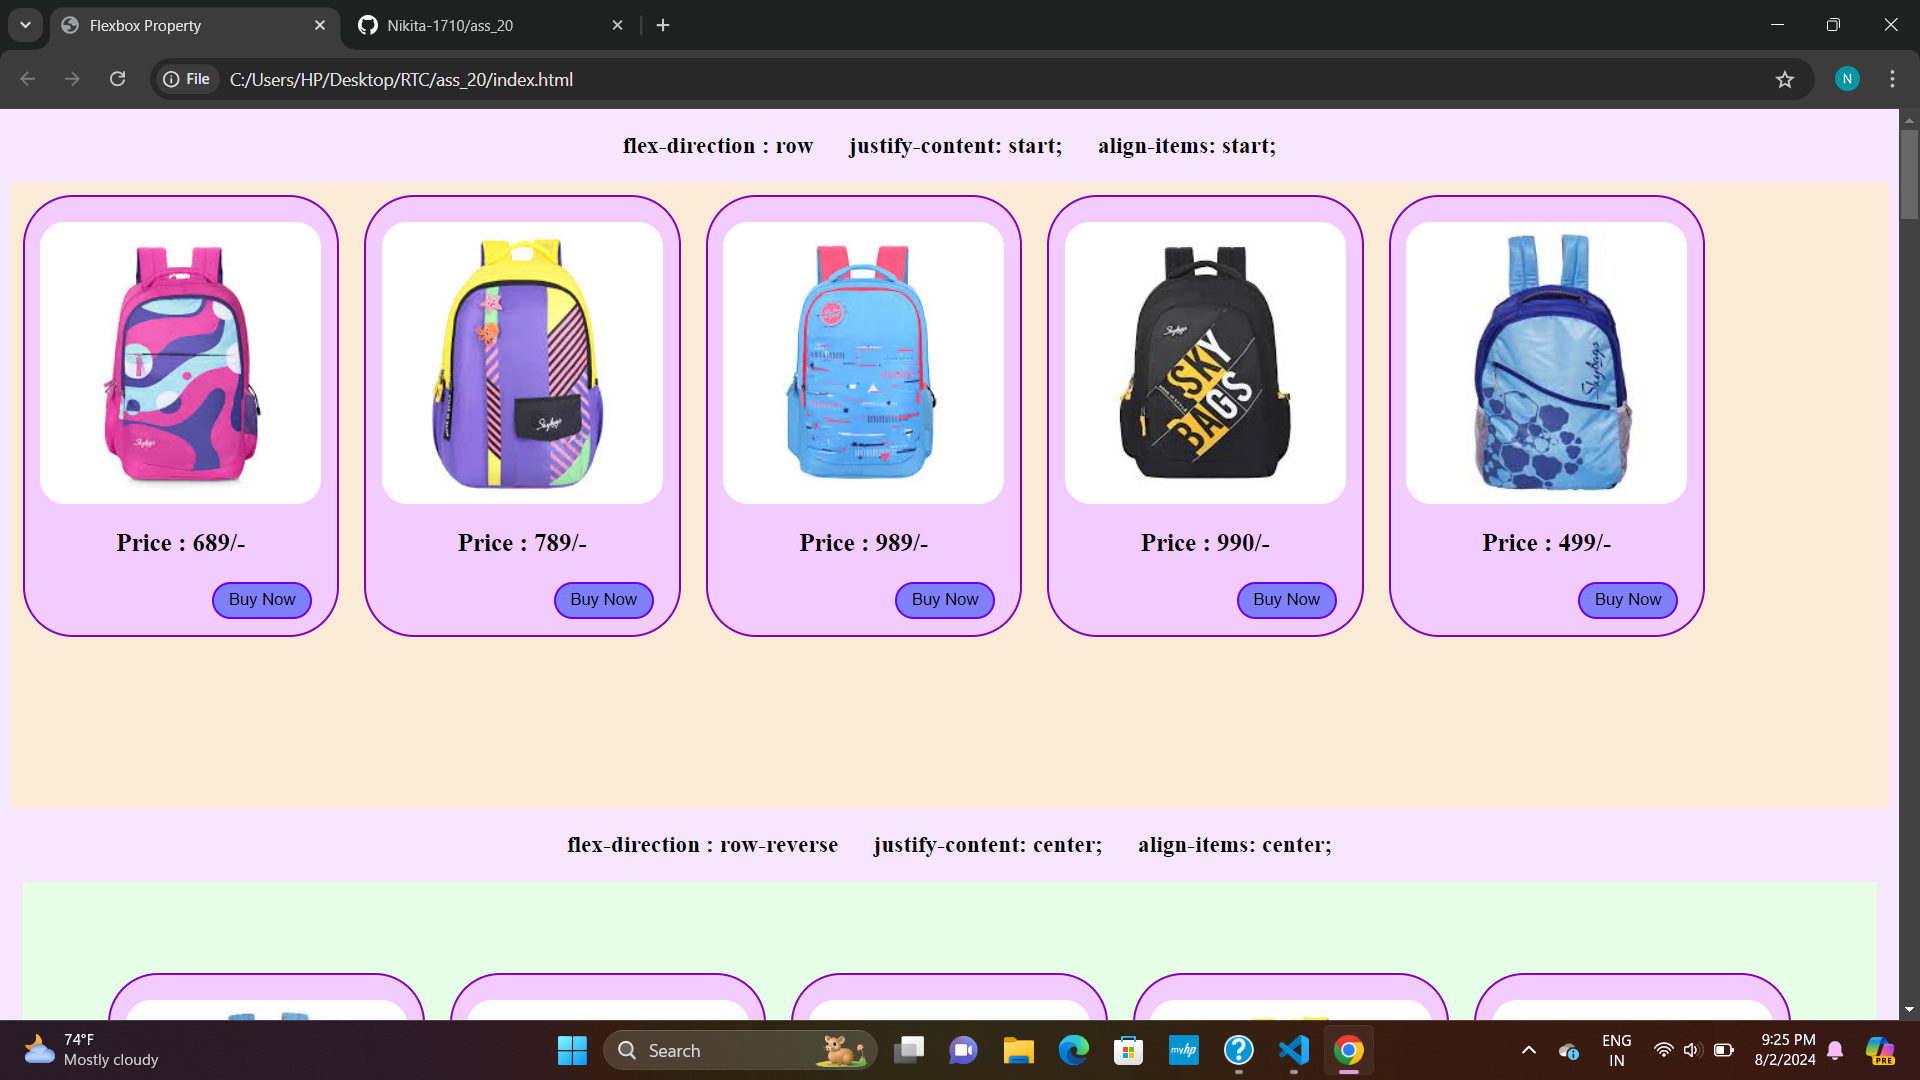 Flexbox Property
Nikita-1710/ass_20
File C:/Users/HP/Desktop/RTC/ass_20/index.html
N
flex-direction : row justify-content: start; align-items: start;
Skybags
Skybags
Skybags
SKY
BAGS
Skybags
Price : 689/- Price : 789/- Price : 989/- Price : 990/- Price : 499/-
Buy Now Buy Now Buy Now Buy Now Buy Now
flex-direction : row-reverse justify-content: center; align-items: center;
74°F
Mostly cloudy
Search
myhp
PRE
ENG
IN
9:25 PM
8/2/2024